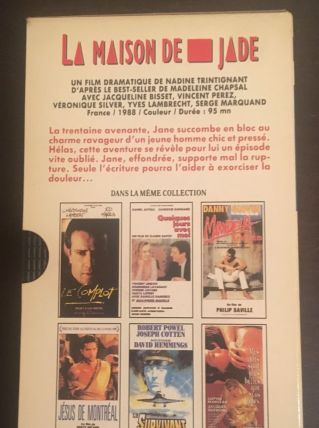 LA MAISON DE JADE
UN FILM DRAMATIQUE DE NADINE TRINTIGNANT
D'APRÈS LE BEST-SELLER DE MADELEINE CHAPSAL
AVEC JACQUELINE BISSET, VINCENT PEREZ,
VÉRONIQUE SILVER, YVES LAMBRECHT, SERGE MARQUAND
France / 1988 / Couleur / Durée : 95 mn
La trentaine avenante, Jane succombe en bloc au
charme ravageur d'un jeune homme chic et pressé.
Hélas, cette aventure se révèle pour lui un épisode
vite oublié. Jane, effondrée, supporte mal la rup-
ture. Seule l'écriture pourra l'aider à exorciser la
douleur...
DANS LA MÊME COLLECTION
LE COMPLOT
Quelques
jours avec
moi
DANNY
MANDELA
Un film de
PHILIP SAVILLE
JÉSUS DE MONTRÉAL
ROBERT POWEL
JOSEPH COTTEN
DAVID HEMMINGS
LE SURVIVANT